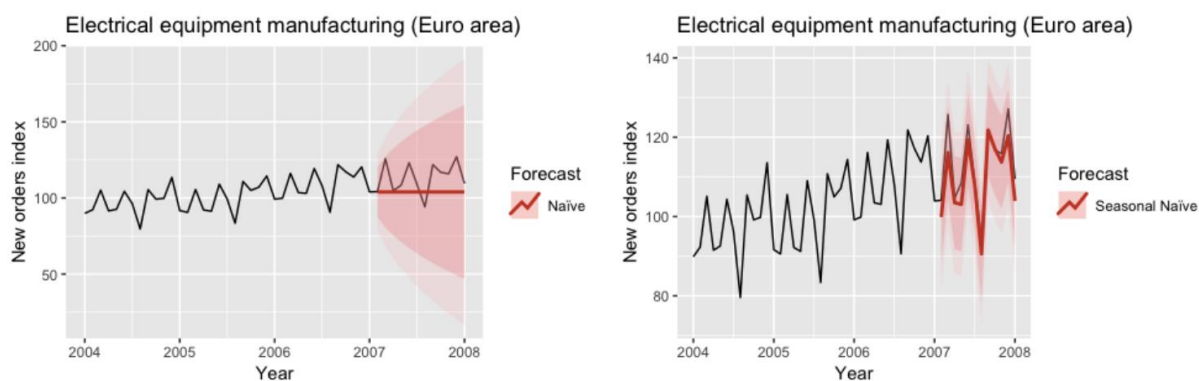 Electrical equipment manufacturing (Euro area)
200
150
100
50
New orders index
2004
2005
2006
2007
2008
Year
Forecast
Naïve
Electrical equipment manufacturing (Euro area)
140
120
100
80
New orders index
2004
2005
2006
2007
2008
Year
Forecast
Seasonal Naïve